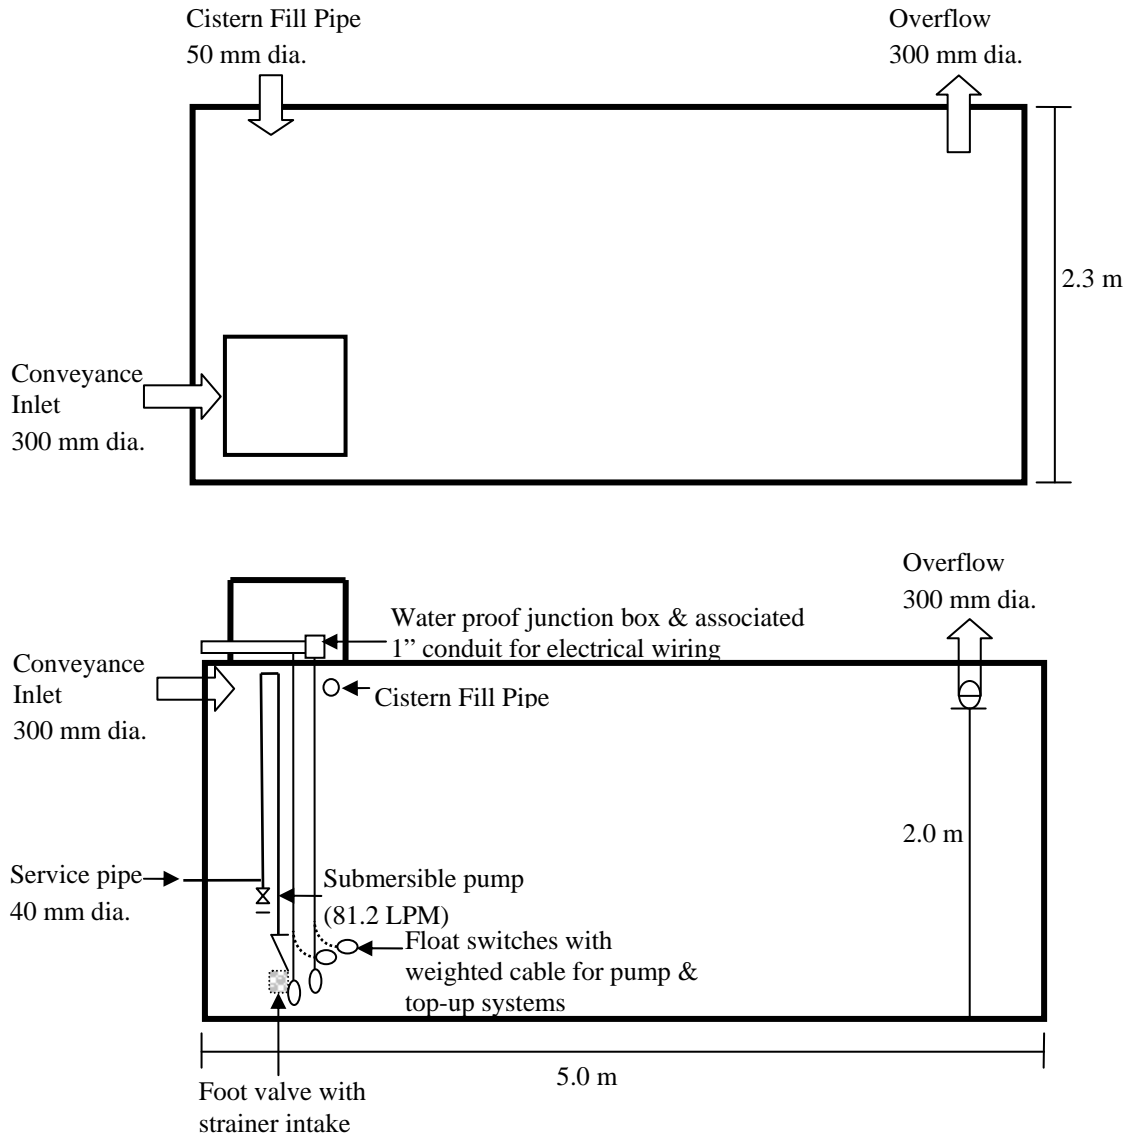 Cistern Fill Pipe
50 mm dia.
Overflow
300 mm dia.
2.3 m
Conveyance
Inlet
300 mm dia.
Overflow
300 mm dia.
Water proof junction box & associated
1” conduit for electrical wiring
Conveyance
Inlet
300 mm dia.
Cistern Fill Pipe
2.0 m
Service pipe
40 mm dia.
Submersible pump
(81.2 LPM)
Float switches with
weighted cable for pump &
top-up systems
5.0 m
Foot valve with
strainer intake